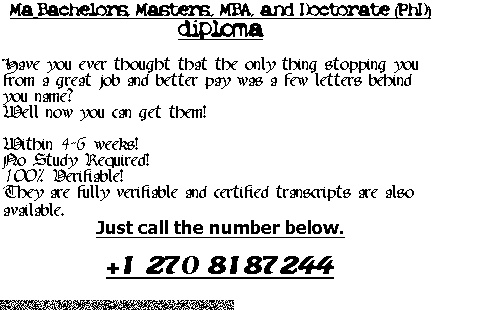 Ma Bachelors, Masters, MBA, and Doctorate (PhD)
diploma
Have you ever thought that the only thing stopping you
from a great job and better pay was a few letters behind
you name?
Well now you can get them!
Within 4-6 weeks!
No Study Required!
100% Verifiable!
They are fully verifiable and certified transcripts are also
available.
Just call the number below.
+1 270 8187244